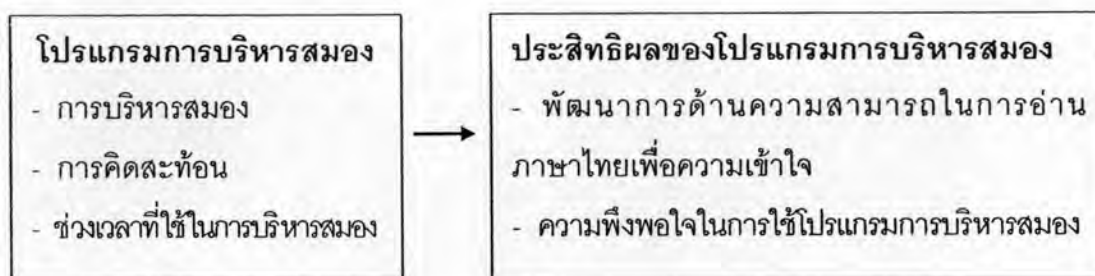 โปรแกรมการบริหารสมอง
- การบริหารสมอง
- การคิดสะท้อน
- ช่วงเวลาที่ใช้ในการบริหารสมอง
ประสิทธิผลของโปรแกรมการบริหารสมอง
- พัฒนาการด้านความสามารถในการอ่าน
ภาษาไทยเพื่อความเข้าใจ
- ความพึงพอใจในการใช้โปรแกรมการบริหารสมอง